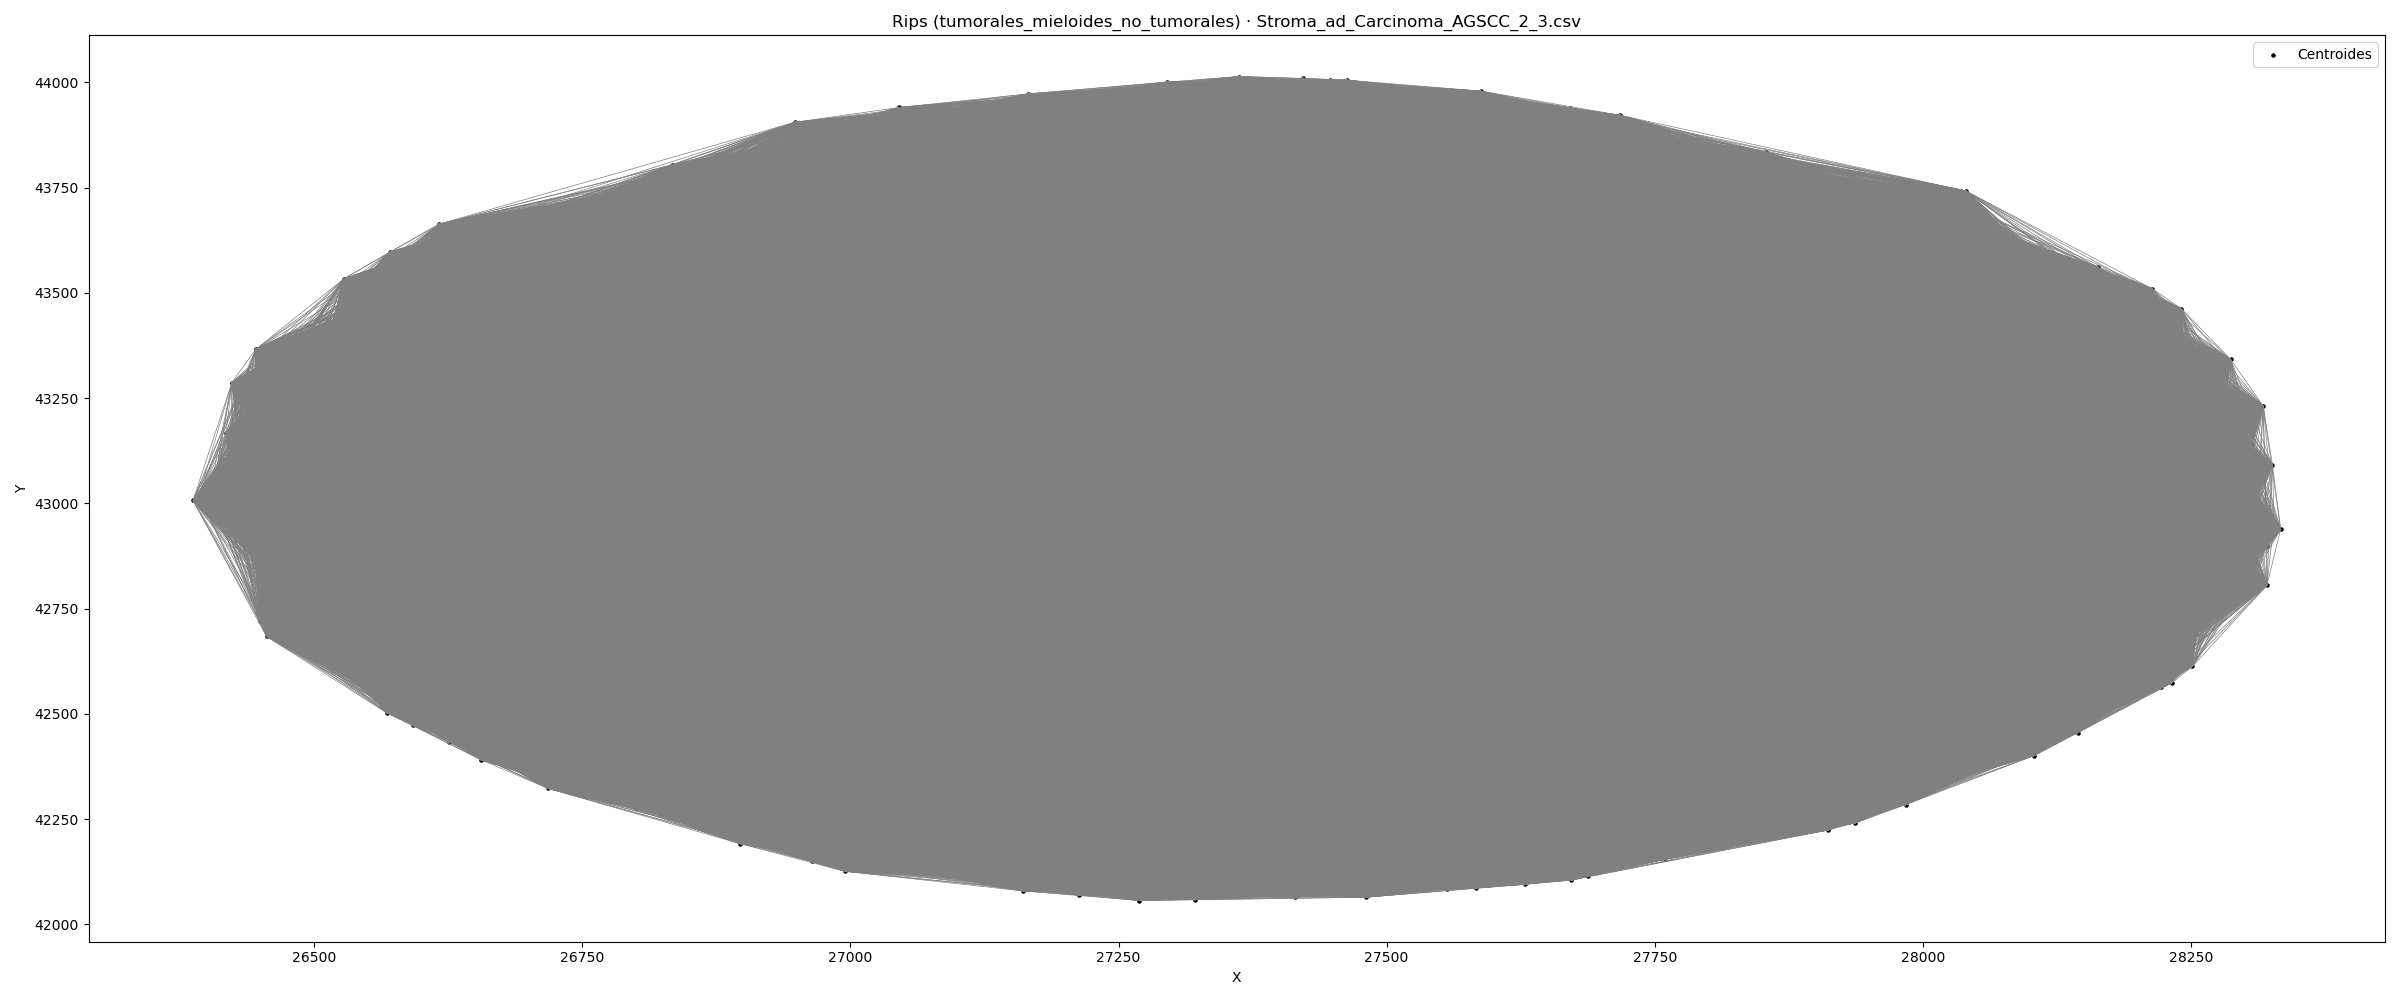 Rips (tumorales_mieloides_no_tumorales) · Stroma_ad_Carcinoma_AGSCC_2_3.csv
Centroides
44000
43750
43500
43250
43000
42750
42500
42250
42000
Y
26500 26750 27000 27250 27500 27750 28000 28250
X